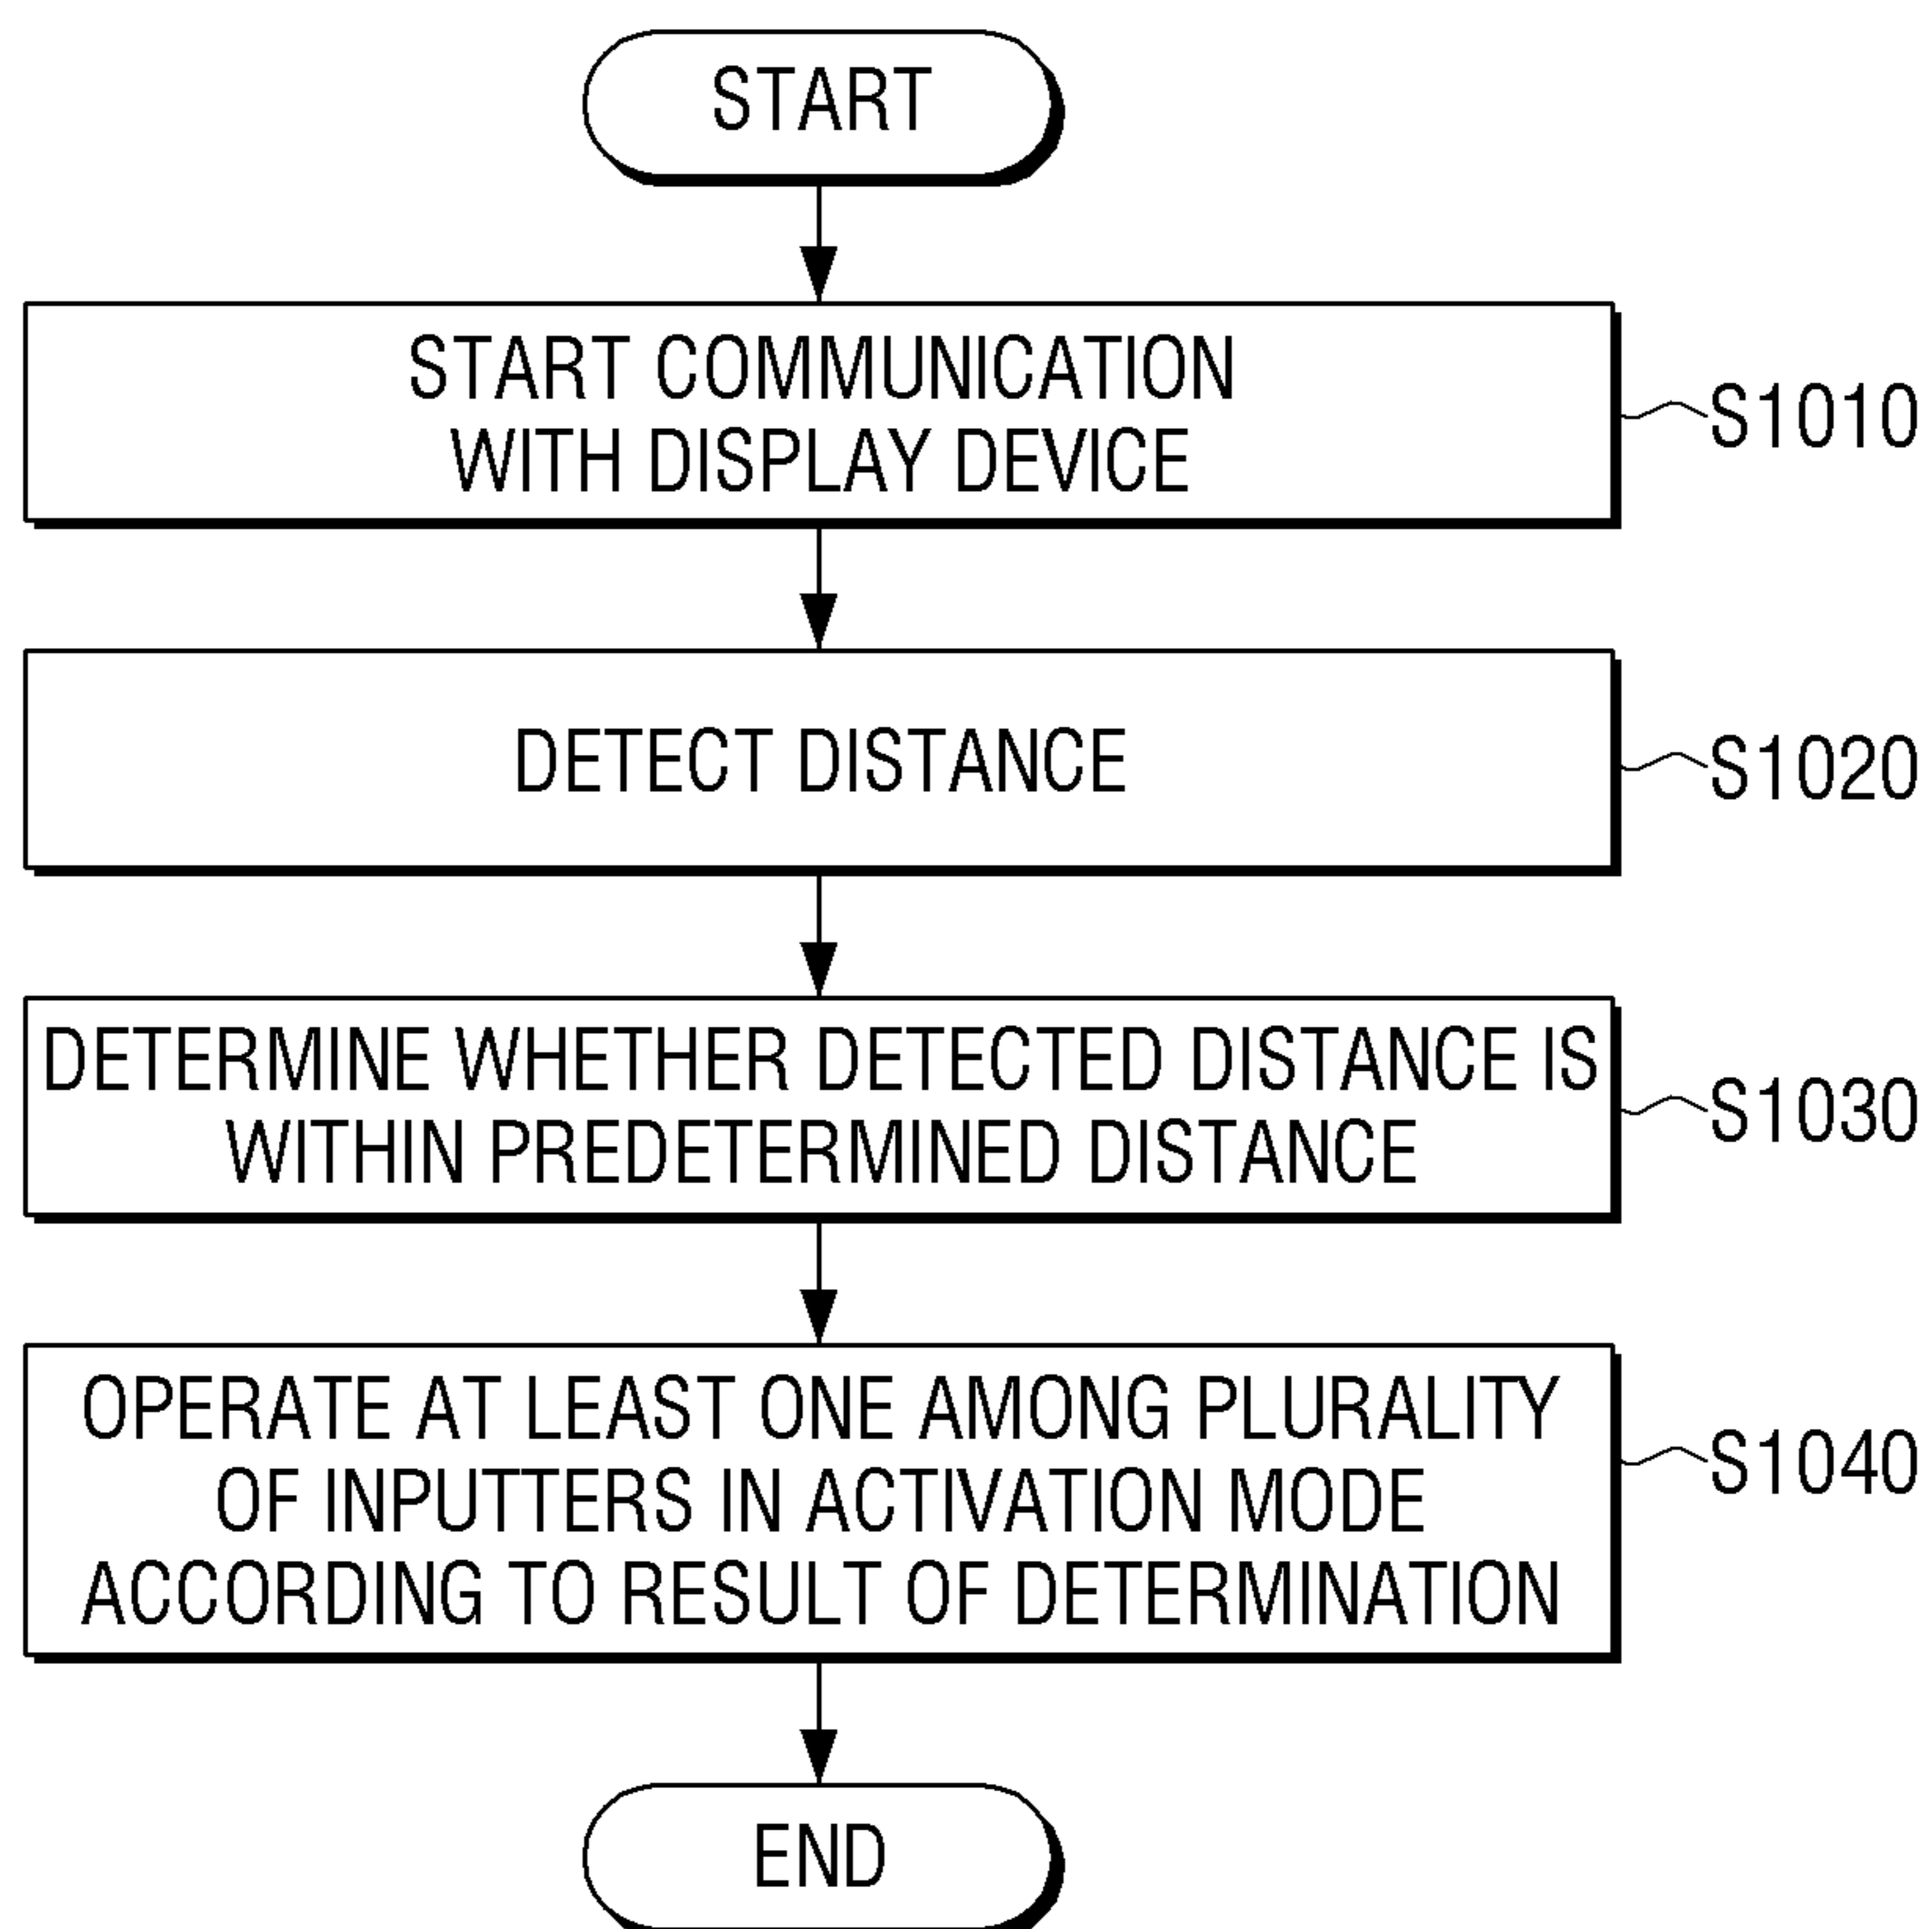 START
START COMMUNICATION
WITH DISPLAY DEVICE
S1010
DETECT DISTANCE
S1020
DETERMINE WHETHER DETECTED DISTANCE IS
WITHIN PREDETERMINED DISTANCE
S1030
OPERATE AT LEAST ONE AMONG PLURALITY
OF INPUTTERS IN ACTIVATION MODE
ACCORDING TO RESULT OF DETERMINATION
S1040
END